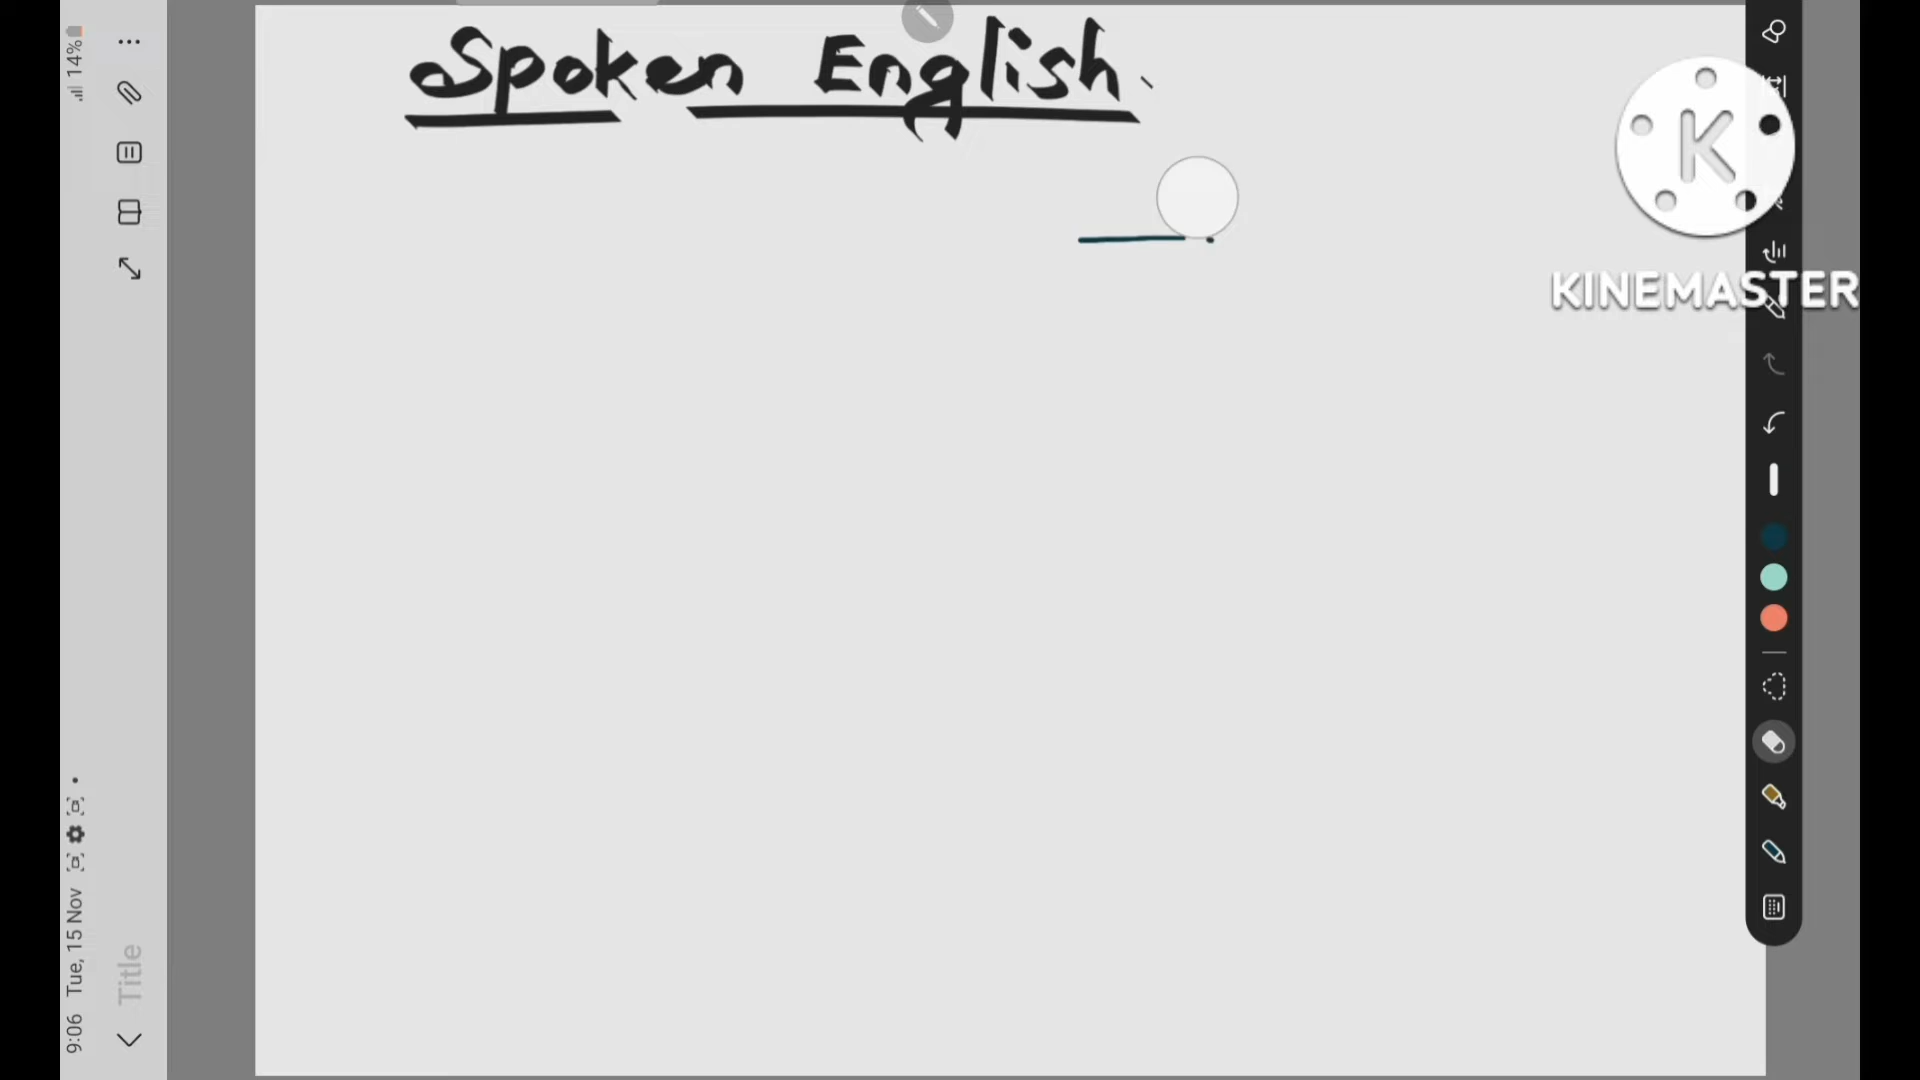 Spoken English.
K
KINEMASTER
14%
9:06 Tue, 15 Nov
Title